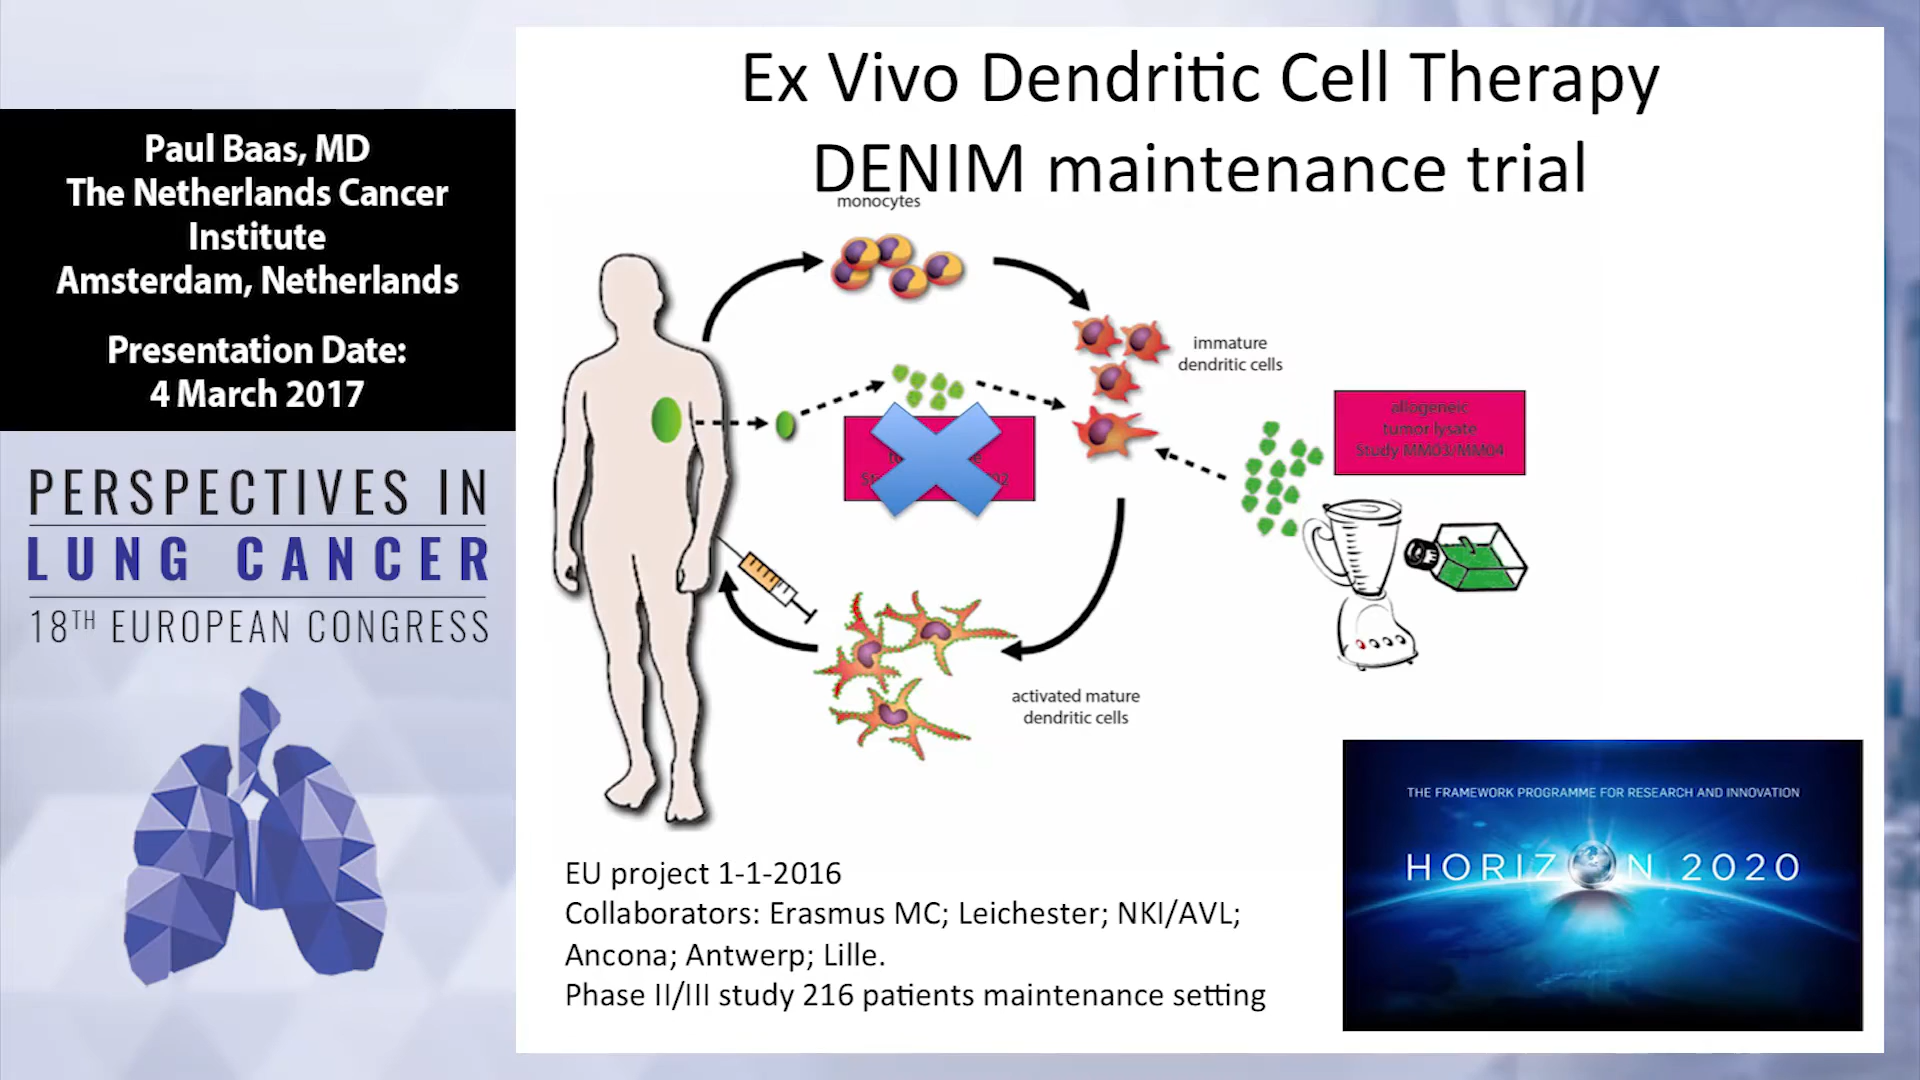 Paul Baas, MD
The Netherlands Cancer
Institute
Amsterdam, Netherlands
Presentation Date:
4 March 2017
PERSPECTIVES IN
LUNG CANCER
18TH EUROPEAN CONGRESS
Ex Vivo Dendritic Cell Therapy
DENIM maintenance trial
monocytes
immature
dendritic cells
allogeneic
tumor lysate
Study MM03/MM04
activated mature
dendritic cells
EU project 1-1-2016
Collaborators: Erasmus MC; Leichester; NKI/AVL;
Ancona; Antwerp; Lille.
Phase II/III study 216 patients maintenance setting
THE FRAMEWORK PROGRAMME FOR RESEARCH AND INNOVATION
HORIZON 2020